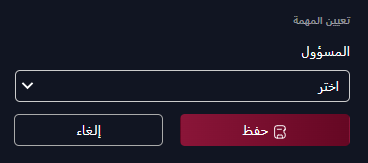 تعيين المهمة
المسؤول
اختر
حفظ
إلغاء